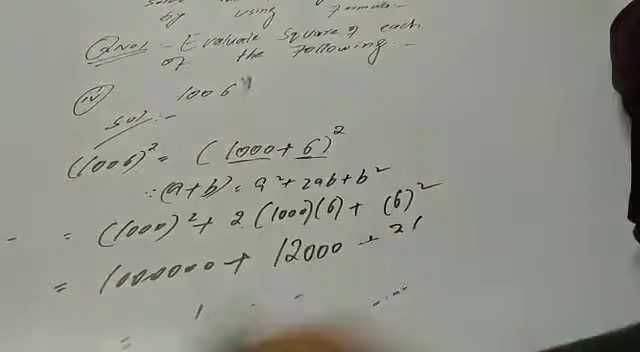 by using Formula-
Q.No1 - Evaluate Square of each
of the Following:-
(iv) 1006
Sol:-
(1006)² = (1000+6)²
∵ (a+b)² = a²+2ab+b²
= (1000)²+ 2(1000)(6)+ (6)²
= 1000000+ 12000 +
=